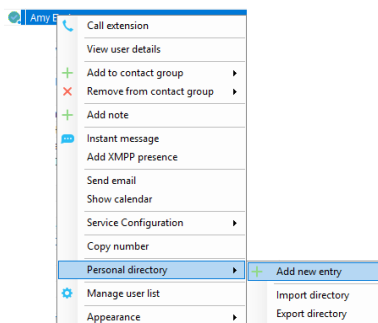 Amy
Call extension
View user details
Add to contact group
Remove from contact group
Add note
Instant message
Add XMPP presence
Send email
Show calendar
Service Configuration
Copy number
Personal directory
Add new entry
Manage user list
Import directory
Appearance
Export directory